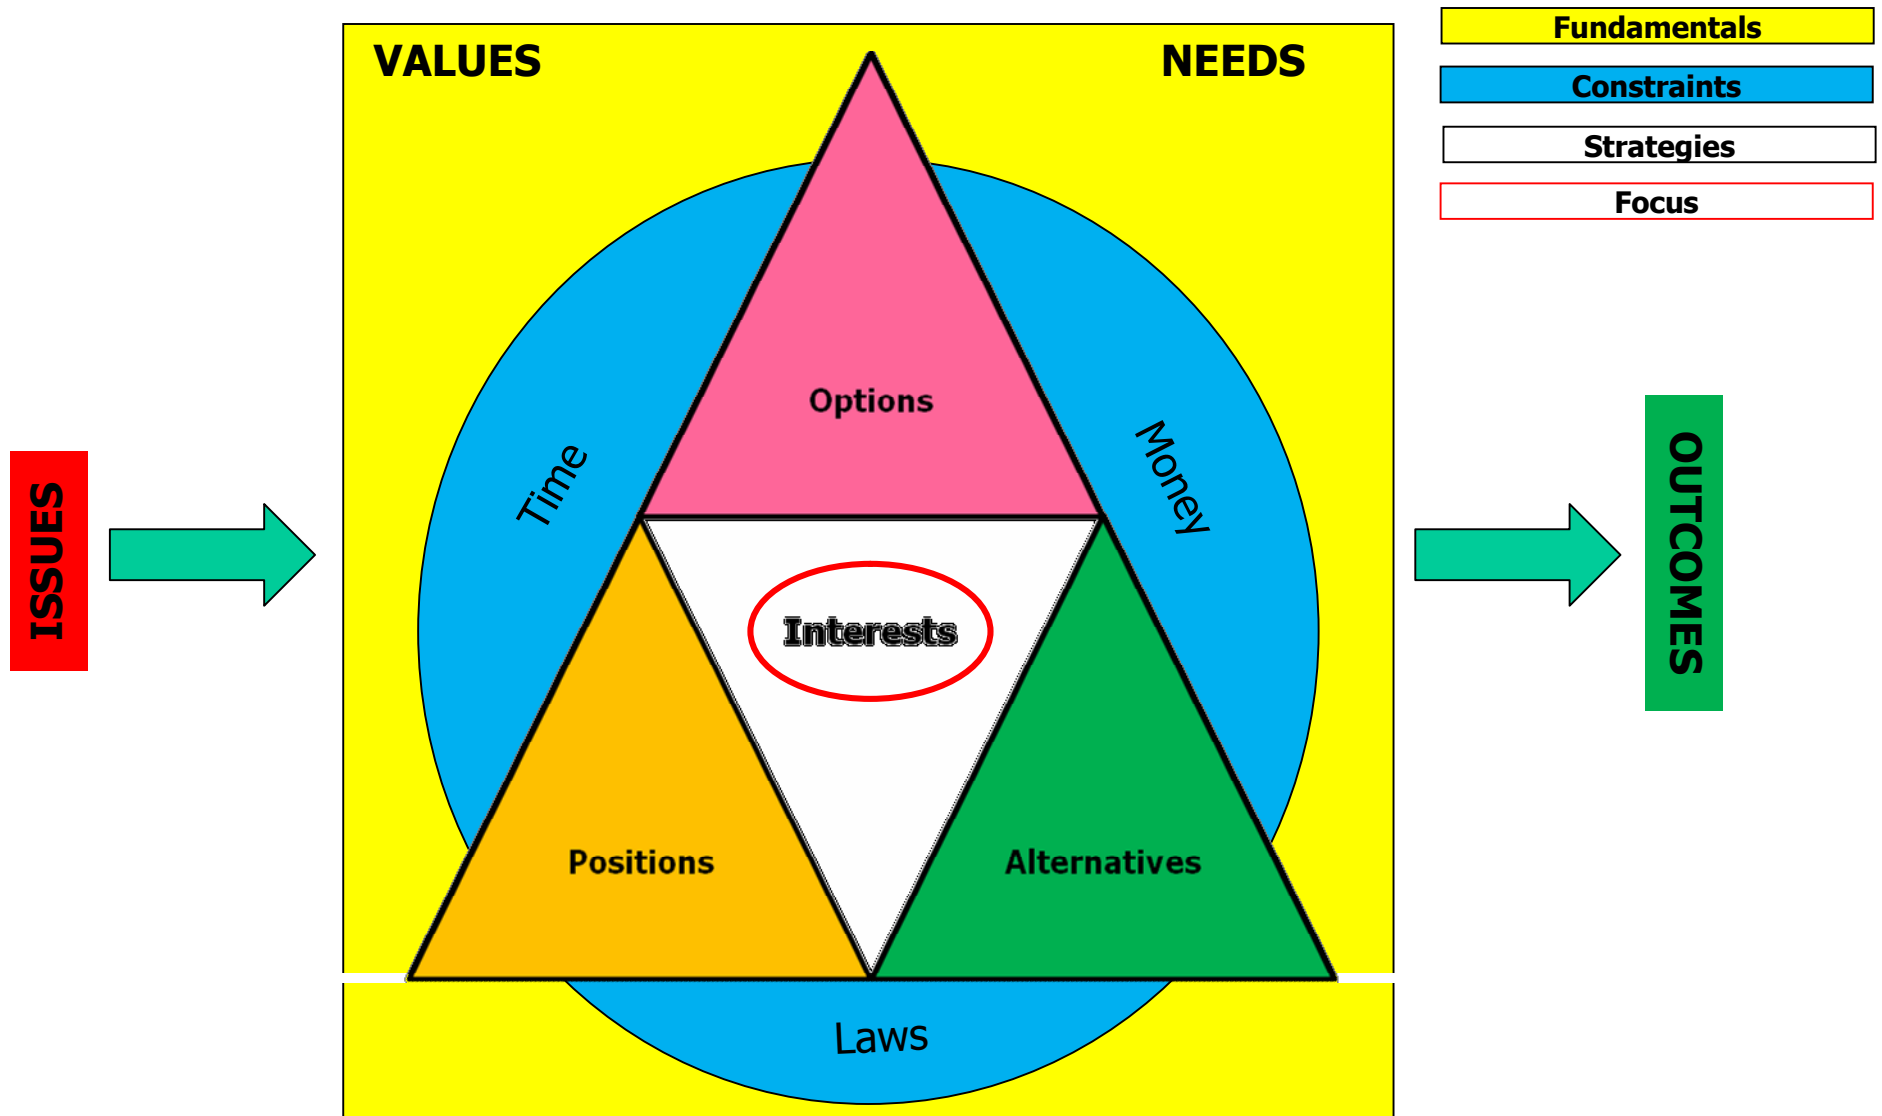 VALUES
NEEDS
Fundamentals
Constraints
Strategies
Focus
Options
Time
Money
ISSUES
OUTCOMES
Interests
Positions
Alternatives
Laws